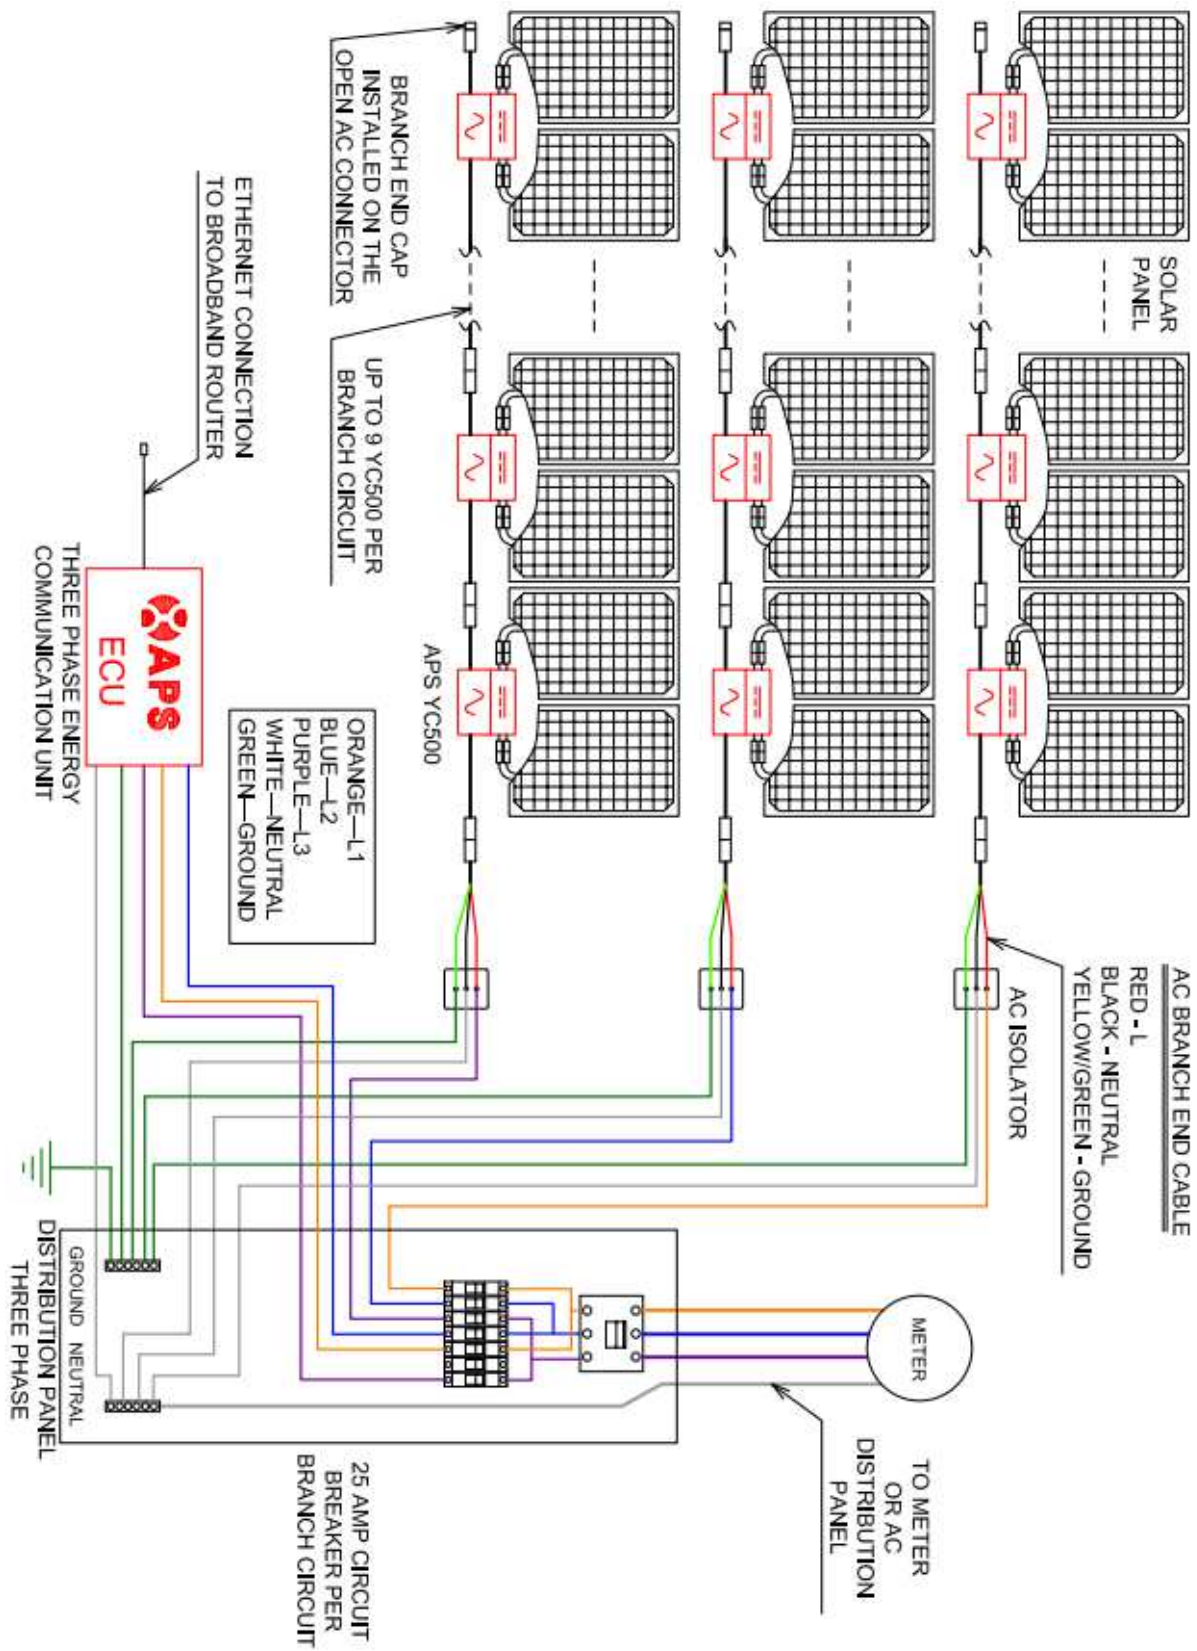 SOLAR
PANEL
AC BRANCH END CABLE
RED - L
BLACK - NEUTRAL
YELLOW/GREEN - GROUND
AC ISOLATOR
METER
TO METER
OR AC
DISTRIBUTION
PANEL
BRANCH END CAP
INSTALLED ON THE
OPEN AC CONNECTOR
UP TO 9 YC500 PER
BRANCH CIRCUIT
APS YC500
ORANGE—L1
BLUE—L2
PURPLE—L3
WHITE—NEUTRAL
GREEN—GROUND
25 AMP CIRCUIT
BREAKER PER
BRANCH CIRCUIT
ETHERNET CONNECTION
TO BROADBAND ROUTER
APS
ECU
THREE PHASE ENERGY
COMMUNICATION UNIT
GROUND NEUTRAL
DISTRIBUTION PANEL
THREE PHASE